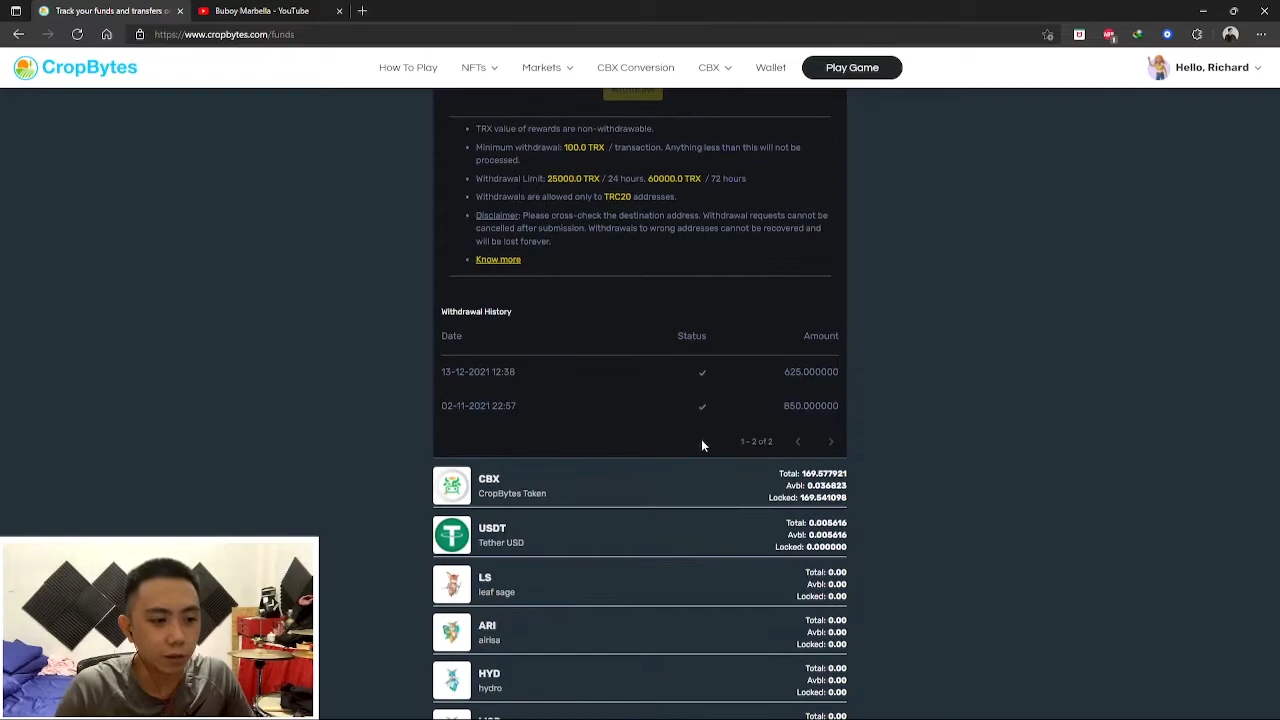 Track your funds and transfers o
Buboy Marbella - YouTube
https://www.cropbytes.com/funds
CropBytes
How To Play
NFTs
Markets
CBX Conversion
CBX
Wallet
Play Game
Hello, Richard
TRX value of rewards are non-withdrawable.
Minimum withdrawal: 100.0 TRX / transaction. Anything less than this will not be
processed.
Withdrawal Limit: 25000.0 TRX / 24 hours, 60000.0 TRX / 72 hours
Withdrawals are allowed only to TRC20 addresses.
Disclaimer: Please cross-check the destination address. Withdrawal requests cannot be
cancelled after submission. Withdrawals to wrong addresses cannot be recovered and
will be lost forever.
Know more
Withdrawal History
Date Status Amount
13-12-2021 12:38 625.000000
02-11-2021 22:57 850.000000
1 – 2 of 2
CBX
CropBytes Token
Total: 169.577921
Avbl: 0.036823
Locked: 169.541098
USDT
Tether USD
Total: 0.005616
Avbl: 0.005616
Locked: 0.000000
LS
leaf sage
Total: 0.00
Avbl: 0.00
Locked: 0.00
ARI
airisa
Total: 0.00
Avbl: 0.00
Locked: 0.00
HYD
hydro
Total: 0.00
Avbl: 0.00
Locked: 0.00
Total: 0.00